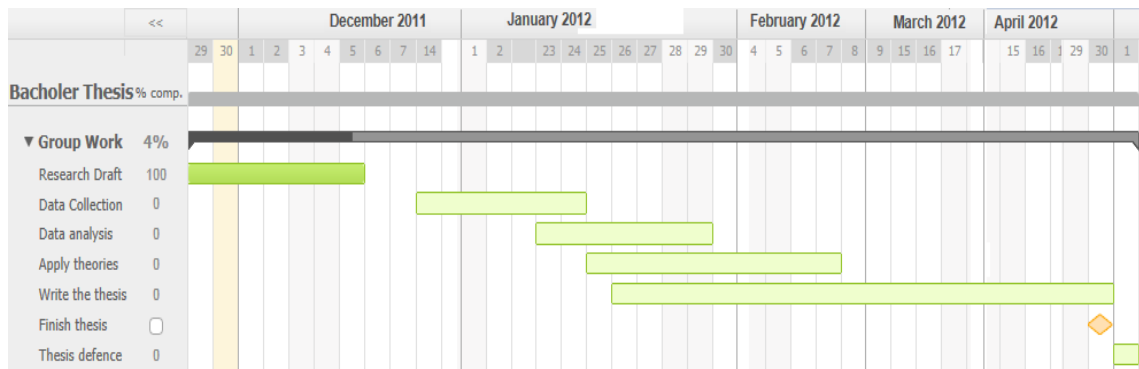 << December 2011 January 2012 February 2012 March 2012 April 2012
29 30 1 2 3 4 5 6 7 14 1 2 23 24 25 26 27 28 29 30 4 5 6 7 8 9 15 16 17 15 16 1 29 30 1
Bacholer Thesis % comp.
▼ Group Work 4%
Research Draft 100
Data Collection 0
Data analysis 0
Apply theories 0
Write the thesis 0
Finish thesis
Thesis defence 0